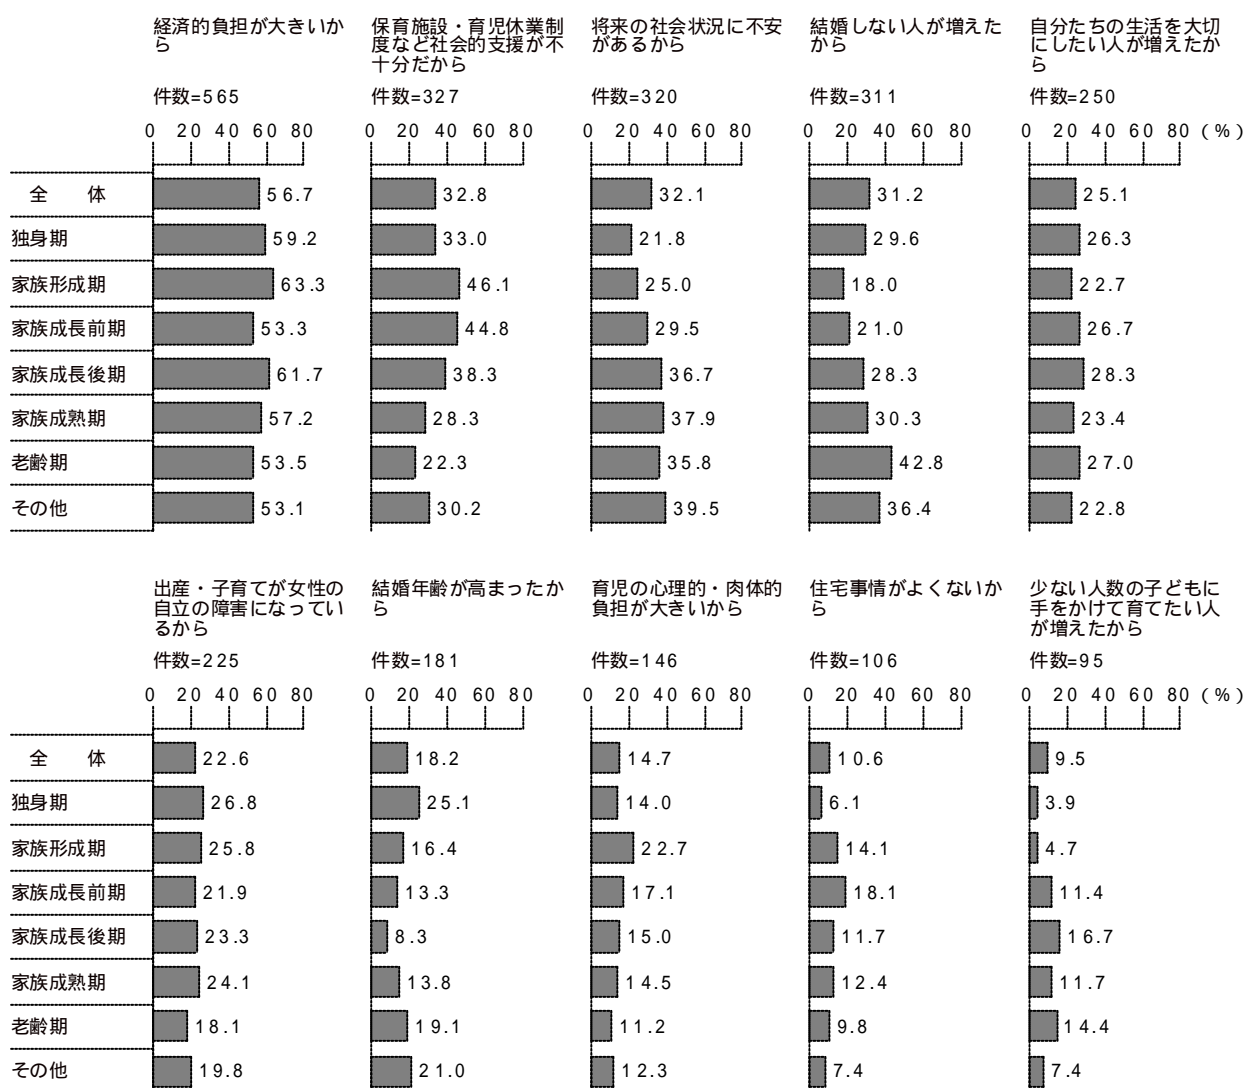 経済的負担が大きいか
ら
保育施設・育児休業制
度など社会的支援が不
十分だから
将来の社会状況に不安
があるから
結婚しない人が増えた
から
自分たちの生活を大切
にしたい人が増えたか
ら
件数=565 件数=327 件数=320 件数=311 件数=250
0 20 40 60 80 0 20 40 60 80 0 20 40 60 80 0 20 40 60 80 0 20 40 60 80 (%)
全 体 56.7 32.8 32.1 31.2 25.1
独身期 59.2 33.0 21.8 29.6 26.3
家族形成期 63.3 46.1 25.0 18.0 22.7
家族成長前期 53.3 44.8 29.5 21.0 26.7
家族成長後期 61.7 38.3 36.7 28.3 28.3
家族成熟期 57.2 28.3 37.9 30.3 23.4
老齢期 53.5 22.3 35.8 42.8 27.0
その他 53.1 30.2 39.5 36.4 22.8
出産・子育てが女性の
自立の障害になってい
るから
結婚年齢が高まったか
ら
育児の心理的・肉体的
負担が大きいから
住宅事情がよくないか
ら
少ない人数の子どもに
手をかけて育てたい人
が増えたから
件数=225 件数=181 件数=146 件数=106 件数=95
0 20 40 60 80 0 20 40 60 80 0 20 40 60 80 0 20 40 60 80 0 20 40 60 80 (%)
全 体 22.6 18.2 14.7 10.6 9.5
独身期 26.8 25.1 14.0 6.1 3.9
家族形成期 25.8 16.4 22.7 14.1 4.7
家族成長前期 21.9 13.3 17.1 18.1 11.4
家族成長後期 23.3 8.3 15.0 11.7 16.7
家族成熟期 24.1 13.8 14.5 12.4 11.7
老齢期 18.1 19.1 11.2 9.8 14.4
その他 19.8 21.0 12.3 7.4 7.4